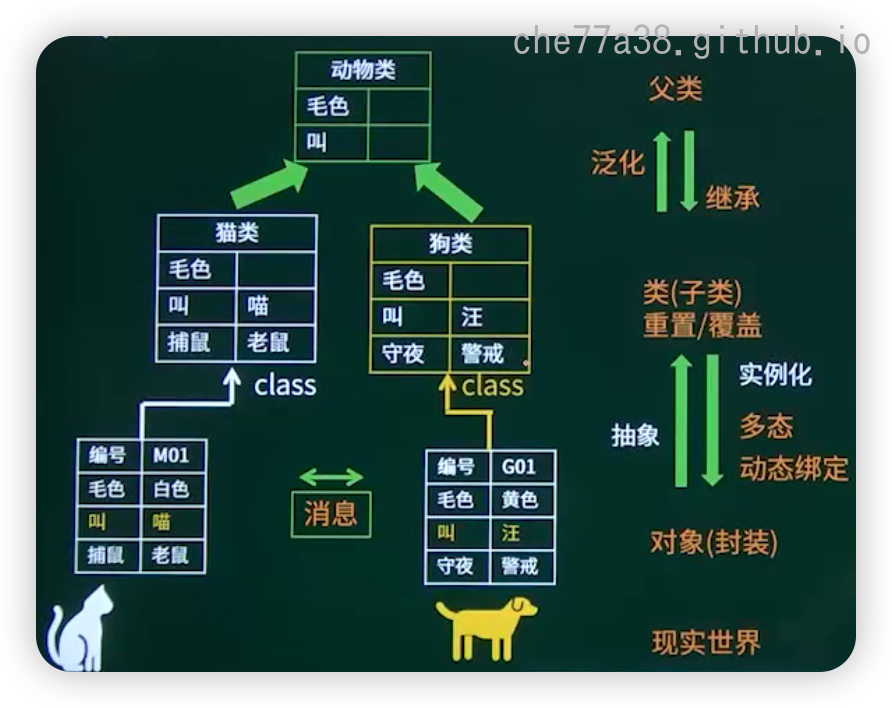 che77a38.github.io
动物类
毛色
叫
父类
泛化
继承
猫类
毛色
叫 喵
捕鼠 老鼠
class
狗类
毛色
叫 汪
守夜 警戒
class
类(子类)
重置/覆盖
抽象
实例化
多态
动态绑定
编号 M01
毛色 白色
叫 喵
捕鼠 老鼠
消息
编号 G01
毛色 黄色
叫 汪
守夜 警戒
对象(封装)
现实世界